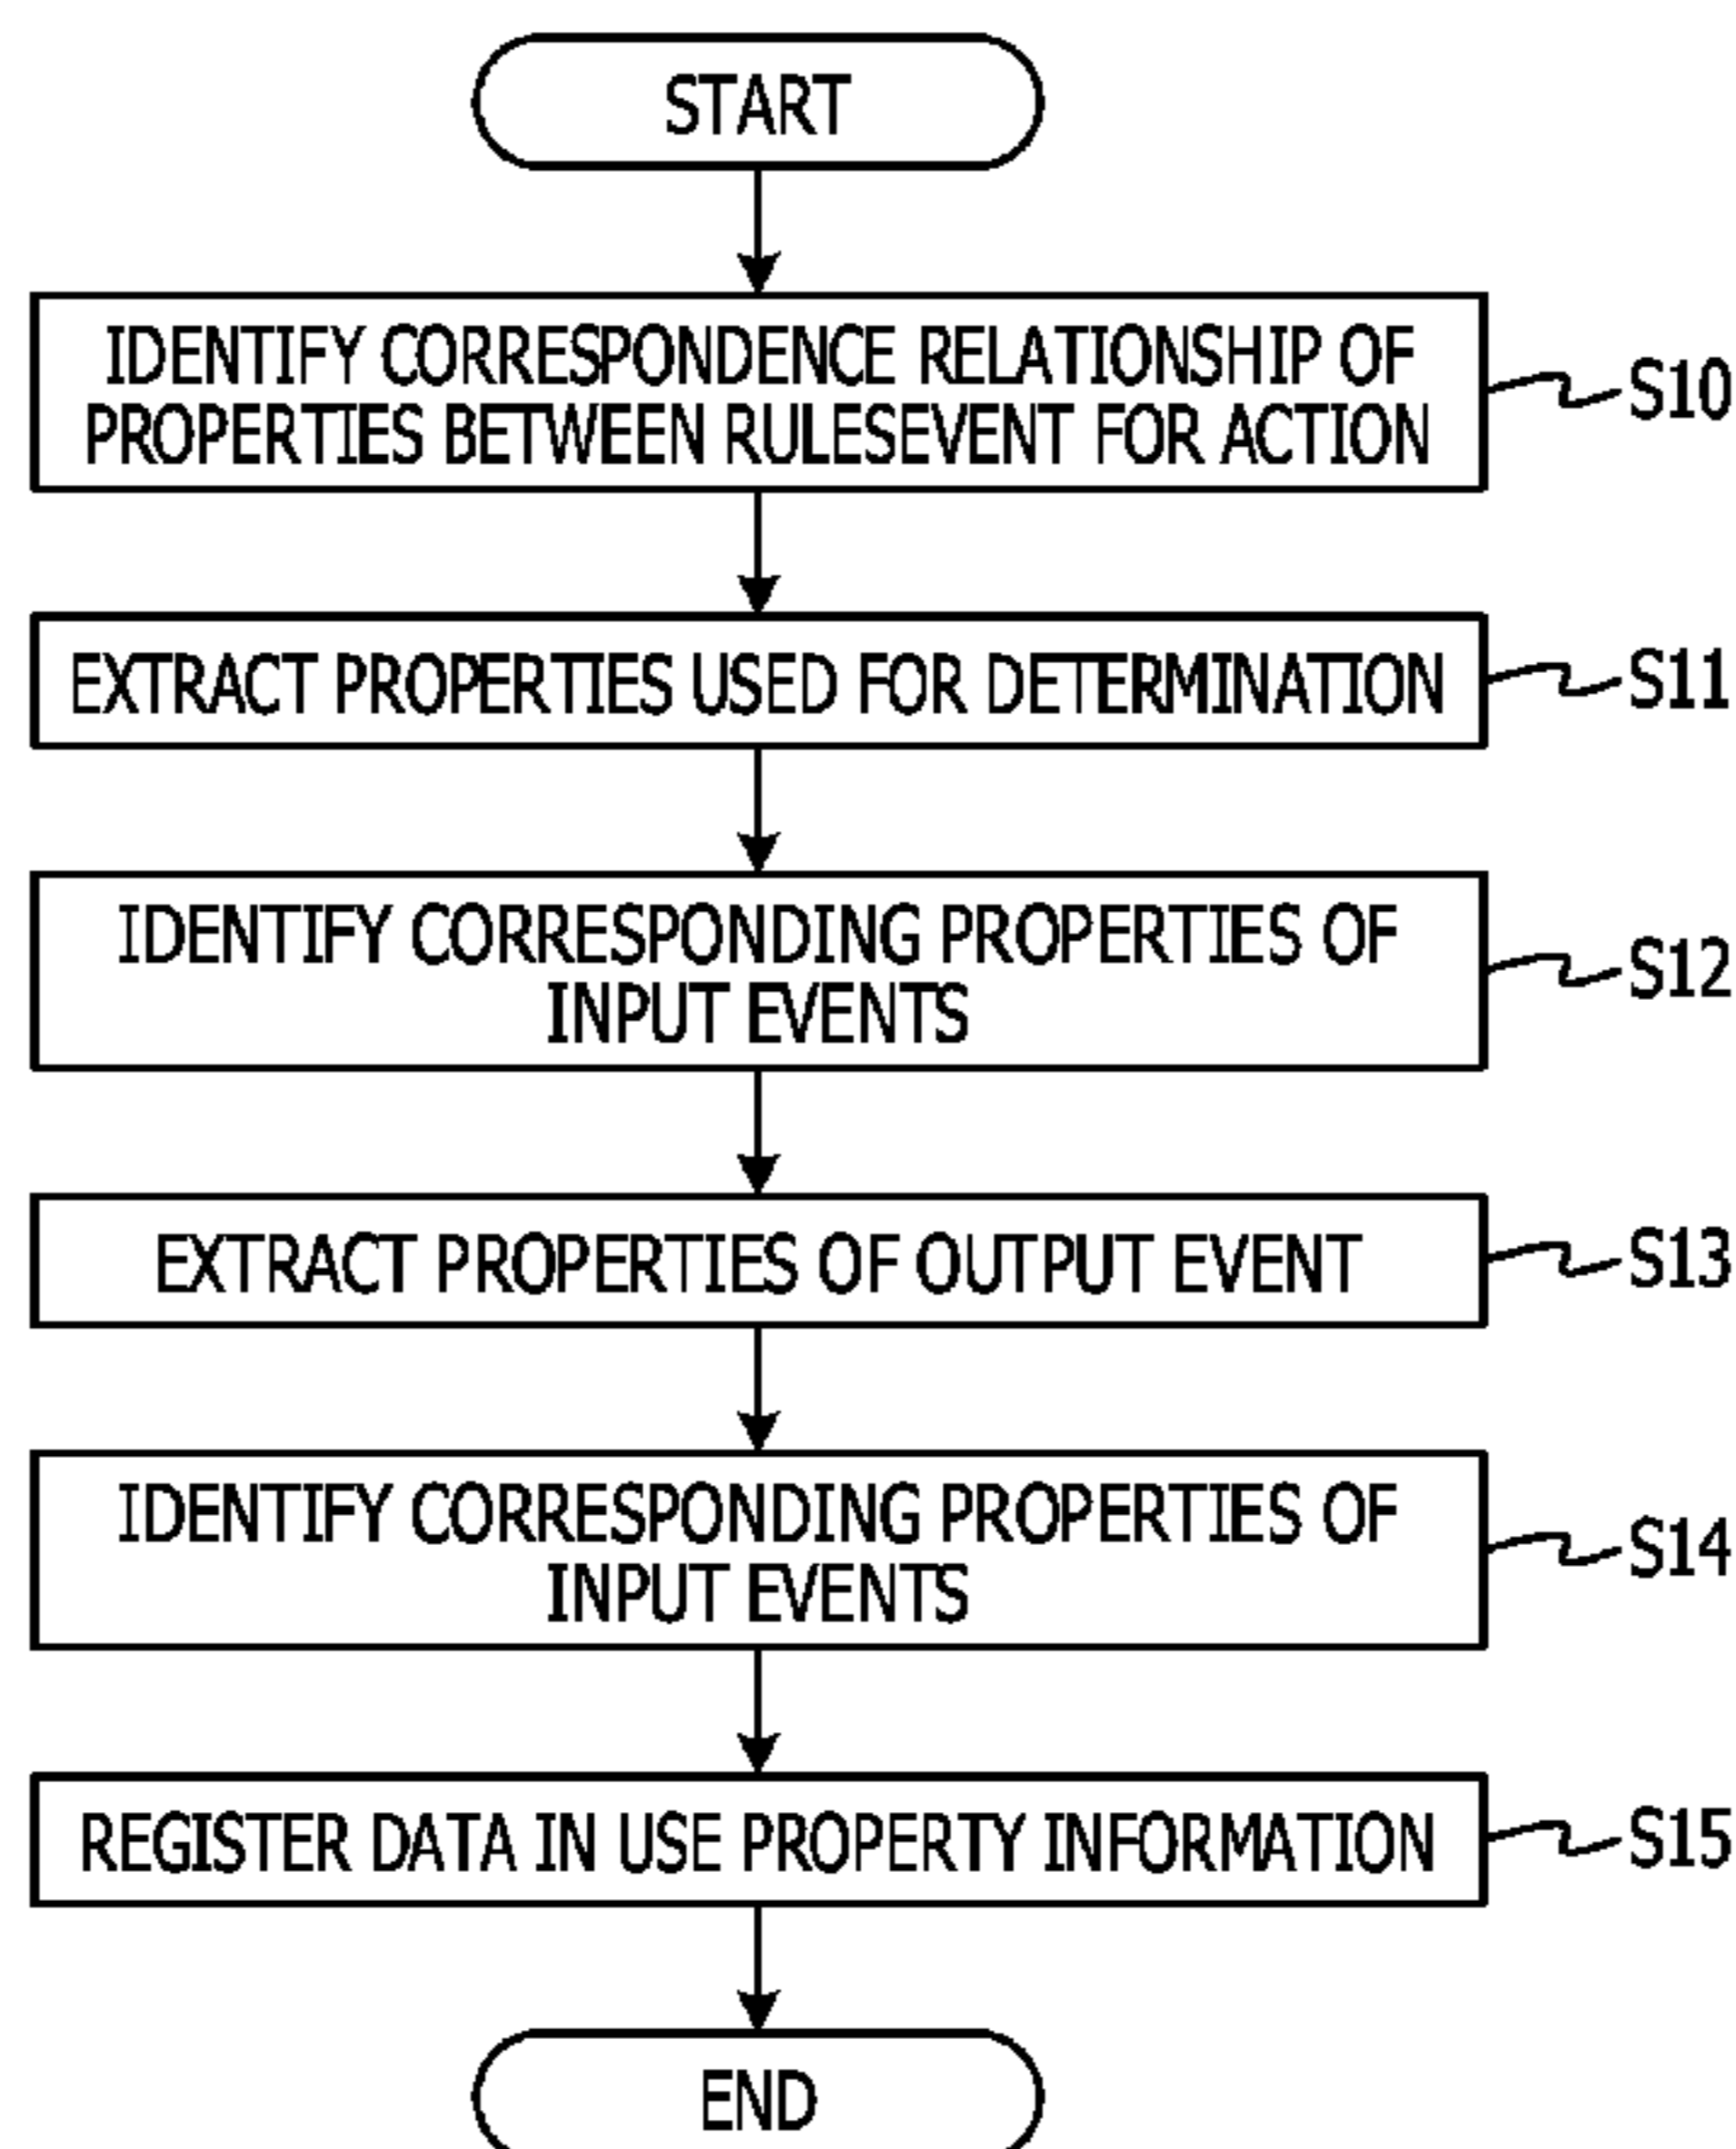 START
IDENTIFY CORRESPONDENCE RELATIONSHIP OF
PROPERTIES BETWEEN RULESEVENT FOR ACTION
S10
EXTRACT PROPERTIES USED FOR DETERMINATION
S11
IDENTIFY CORRESPONDING PROPERTIES OF
INPUT EVENTS
S12
EXTRACT PROPERTIES OF OUTPUT EVENT
S13
IDENTIFY CORRESPONDING PROPERTIES OF
INPUT EVENTS
S14
REGISTER DATA IN USE PROPERTY INFORMATION
S15
END